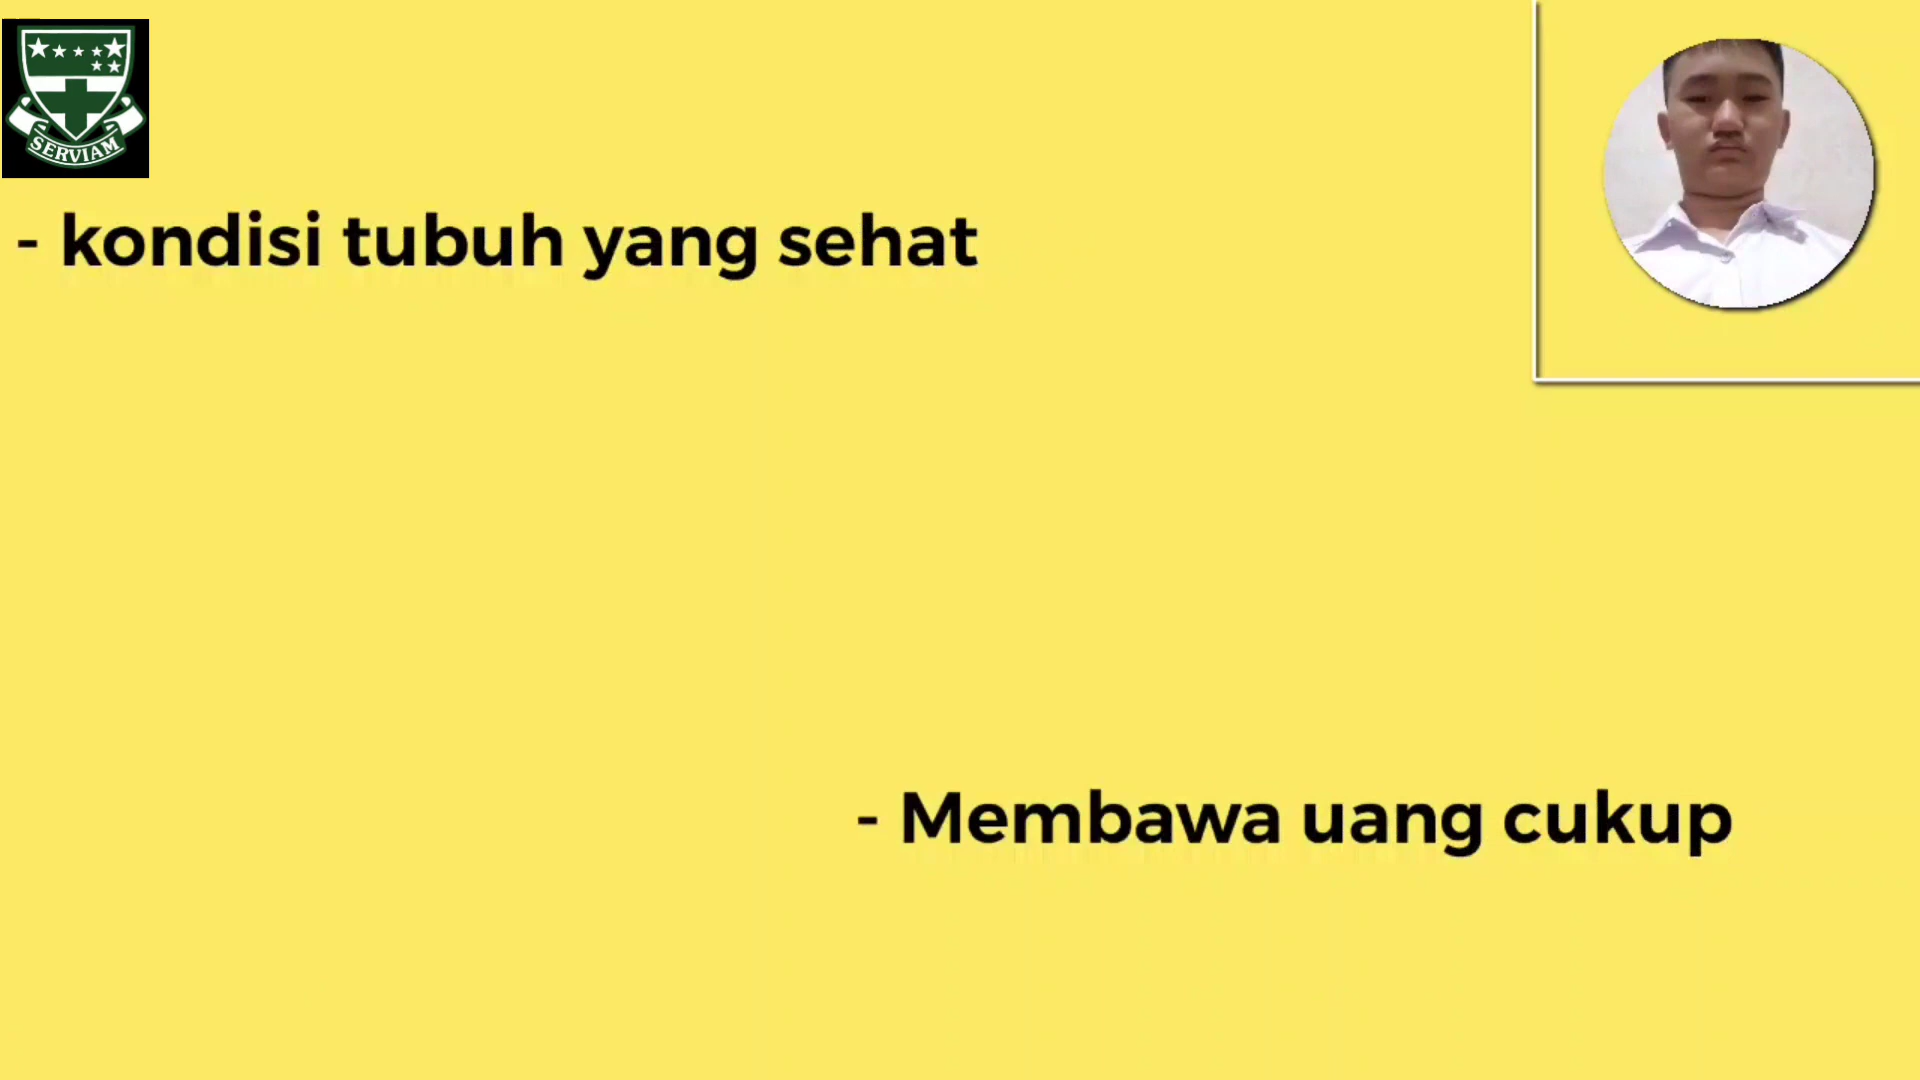 SERVIAM
- kondisi tubuh yang sehat
- Membawa uang cukup